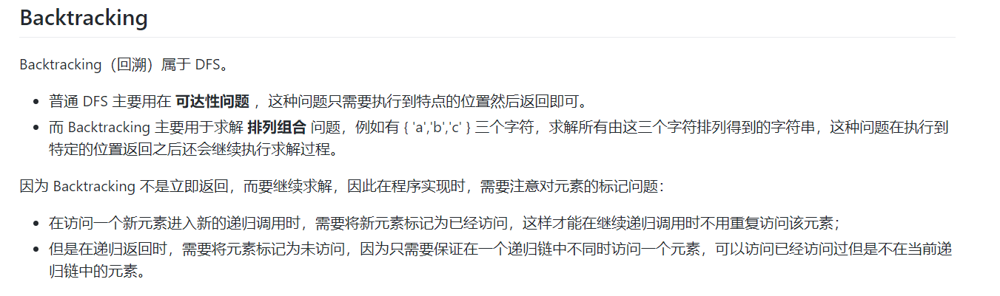 Backtracking
Backtracking（回溯）属于 DFS。
普通 DFS 主要用在 可达性问题 ，这种问题只需要执行到特点的位置然后返回即可。
而 Backtracking 主要用于求解 排列组合 问题，例如有 { 'a','b','c' } 三个字符，求解所有由这三个字符排列得到的字符串，这种问题在执行到
特定的位置返回之后还会继续执行求解过程。
因为 Backtracking 不是立即返回，而要继续求解，因此在程序实现时，需要注意对元素的标记问题：
在访问一个新元素进入新的递归调用时，需要将新元素标记为已经访问，这样才能在继续递归调用时不用重复访问该元素；
但是在递归返回时，需要将元素标记为未访问，因为只需要保证在一个递归链中不同时访问一个元素，可以访问已经访问过但是不在当前递
归链中的元素。